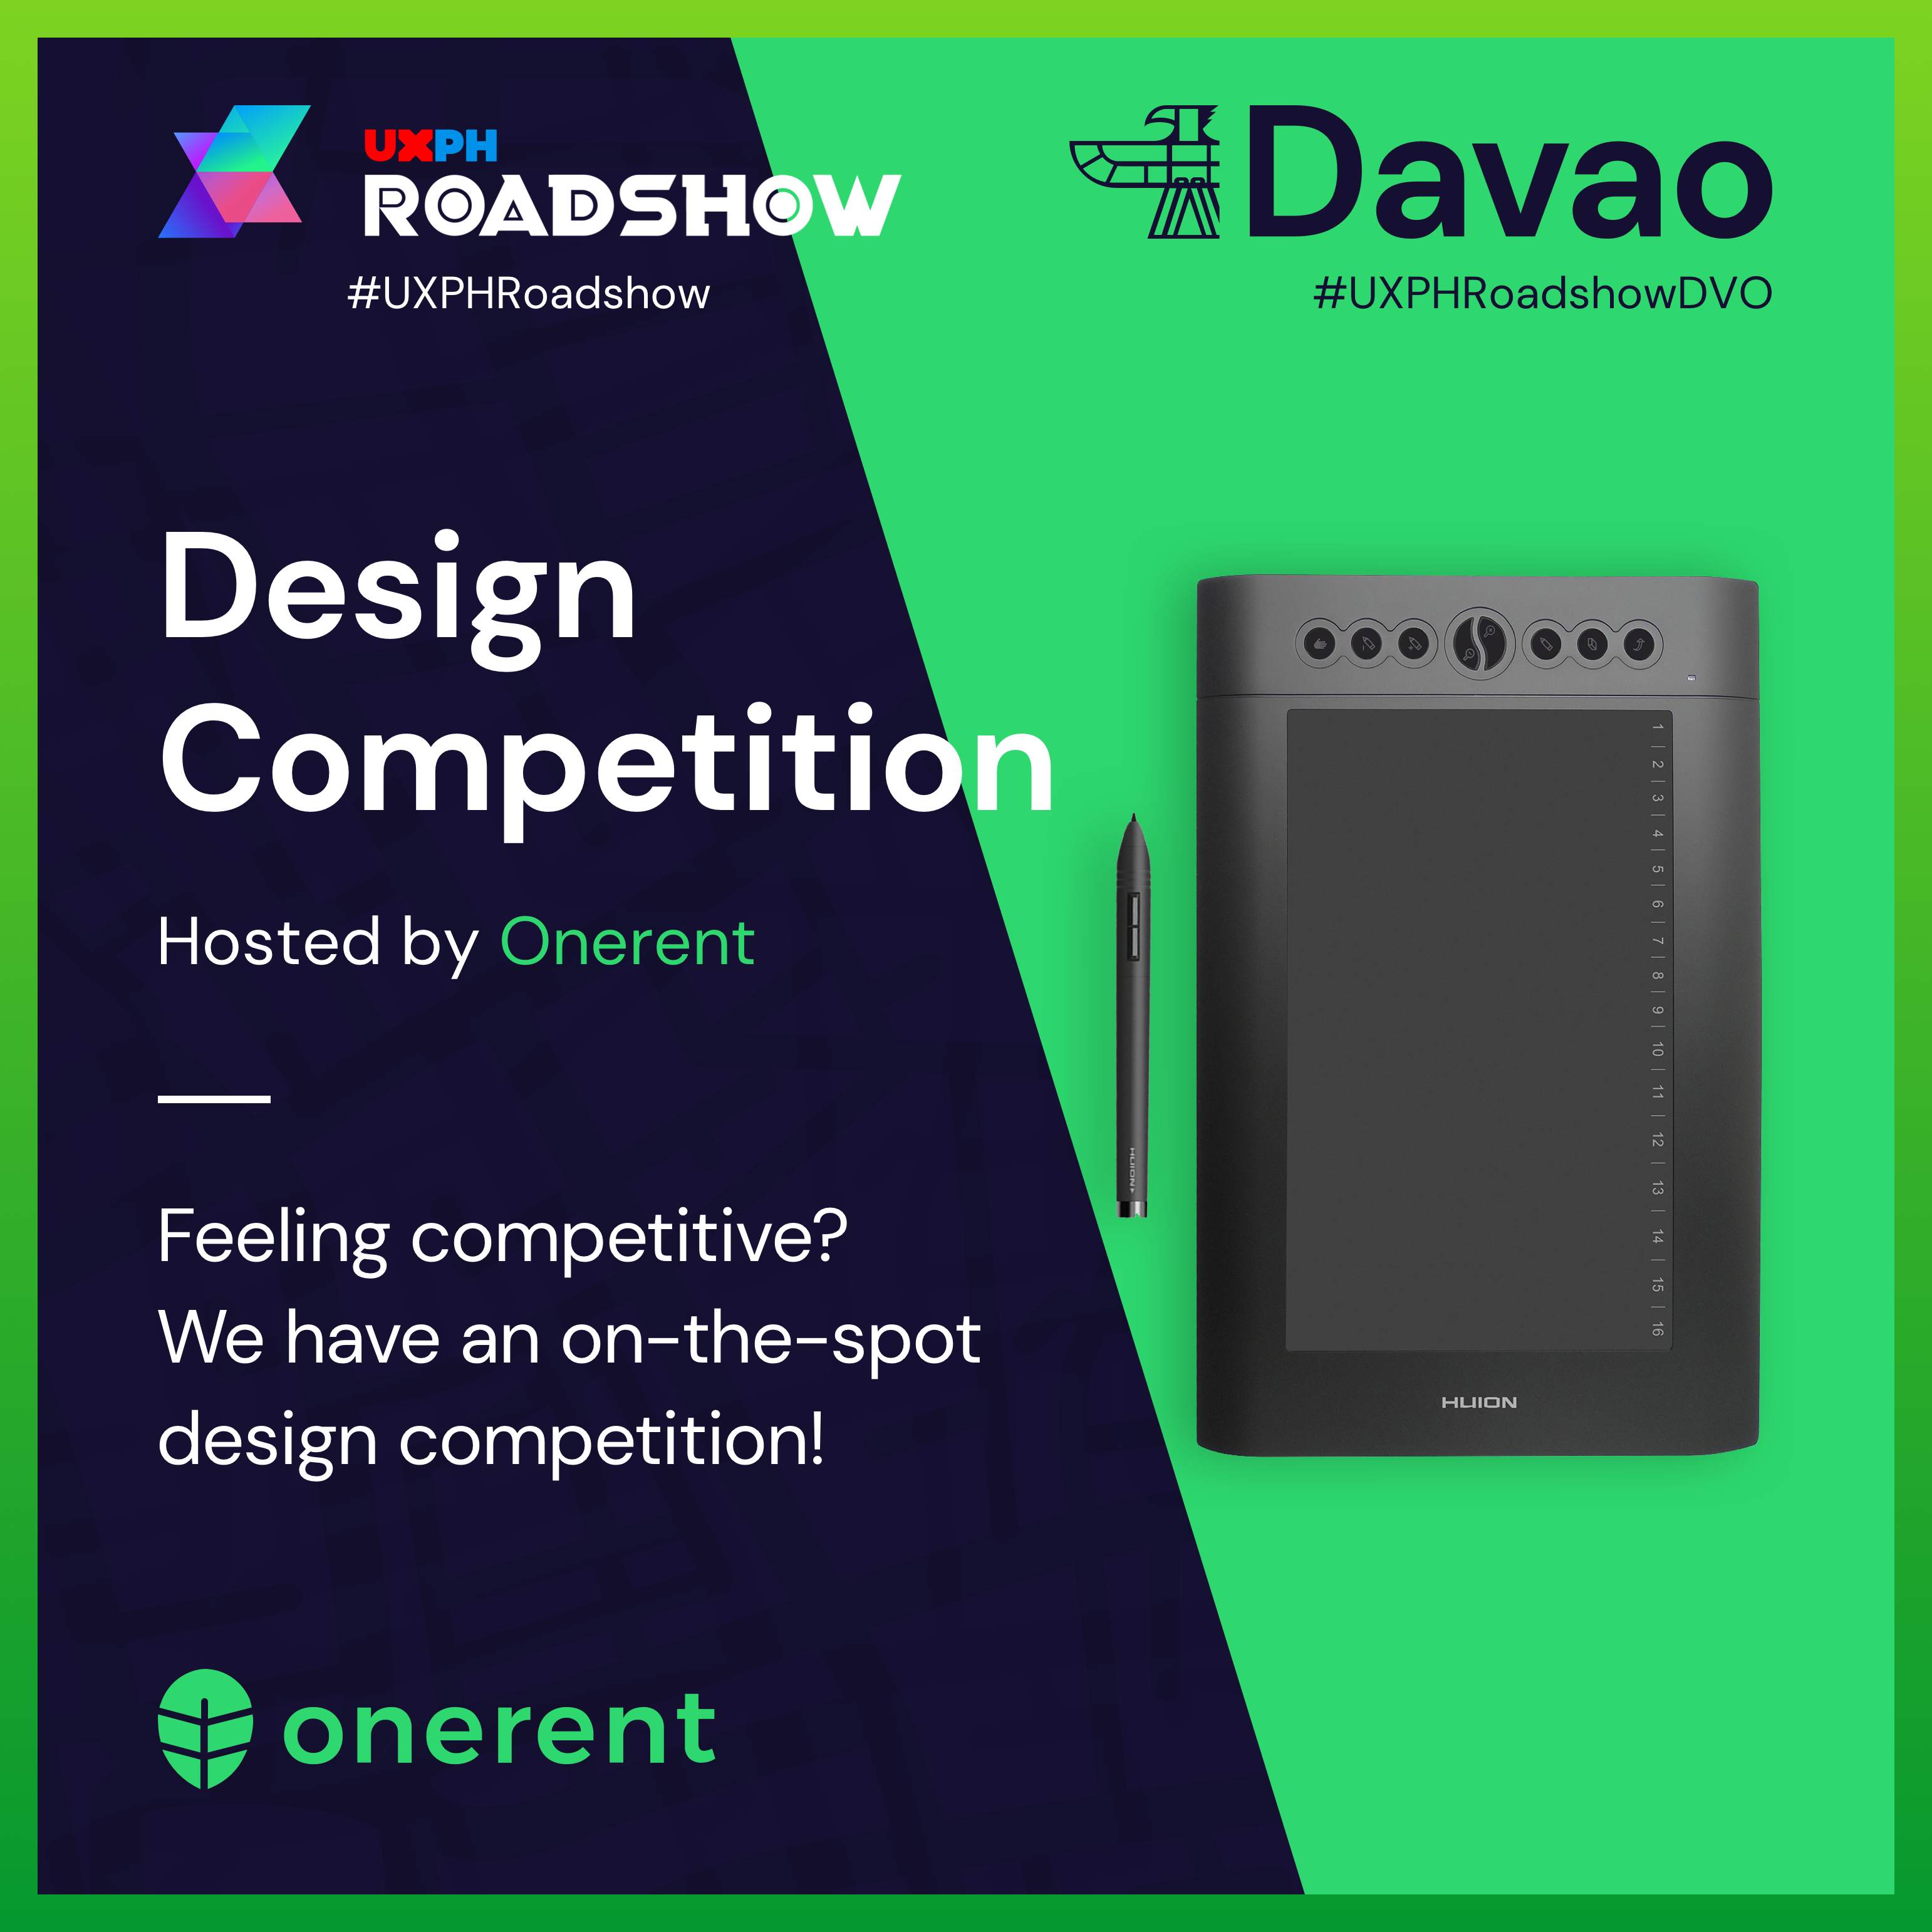 UXPH
ROADSHOW
#UXPHRoadshow
Davao
#UXPHRoadshowDVO
Design
Competition
Hosted by Onerent
Feeling competitive?
We have an on-the-spot
design competition!
onerent
HUION
1
2
3
4
5
6
7
8
9
10
11
12
13
14
15
16
HUION